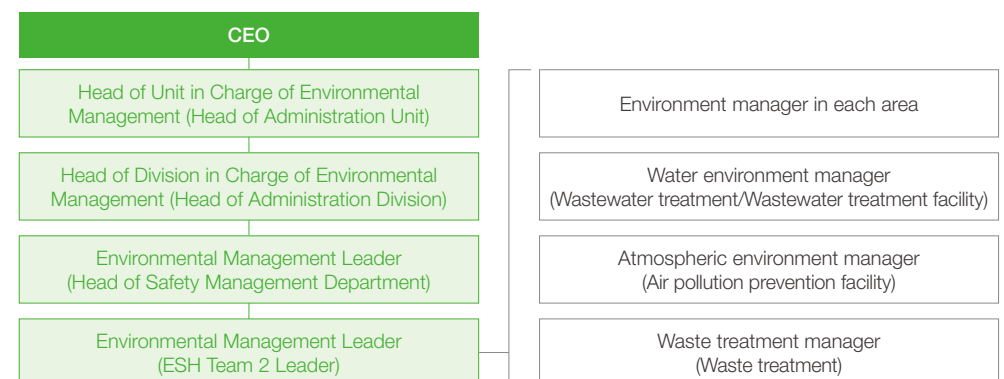 CEO
Head of Unit in Charge of Environmental
Management (Head of Administration Unit)
Head of Division in Charge of Environmental
Management (Head of Administration Division)
Environmental Management Leader
(Head of Safety Management Department)
Environmental Management Leader
(ESH Team 2 Leader)
Environment manager in each area
Water environment manager
(Wastewater treatment/Wastewater treatment facility)
Atmospheric environment manager
(Air pollution prevention facility)
Waste treatment manager
(Waste treatment)